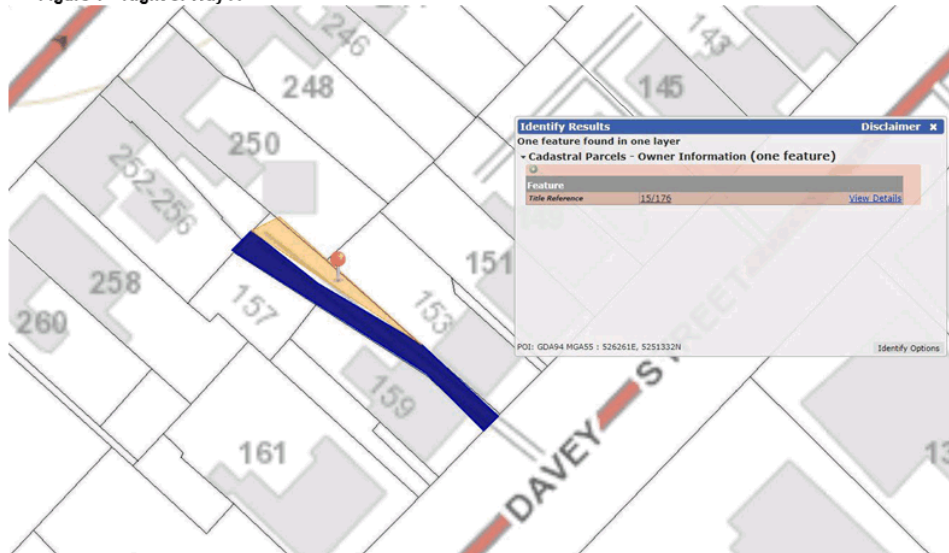 246
143
248
145
250
252-256
258
260
157
151
153
159
161
13
DAVEY STREET
Identify Results Disclaimer x
One feature found in one layer
Cadastral Parcels - Owner Information (one feature)
Feature
Title Reference 15/176 View Details
POI: GDA94 MGA55 : 526261E, 5251332N Identify Options